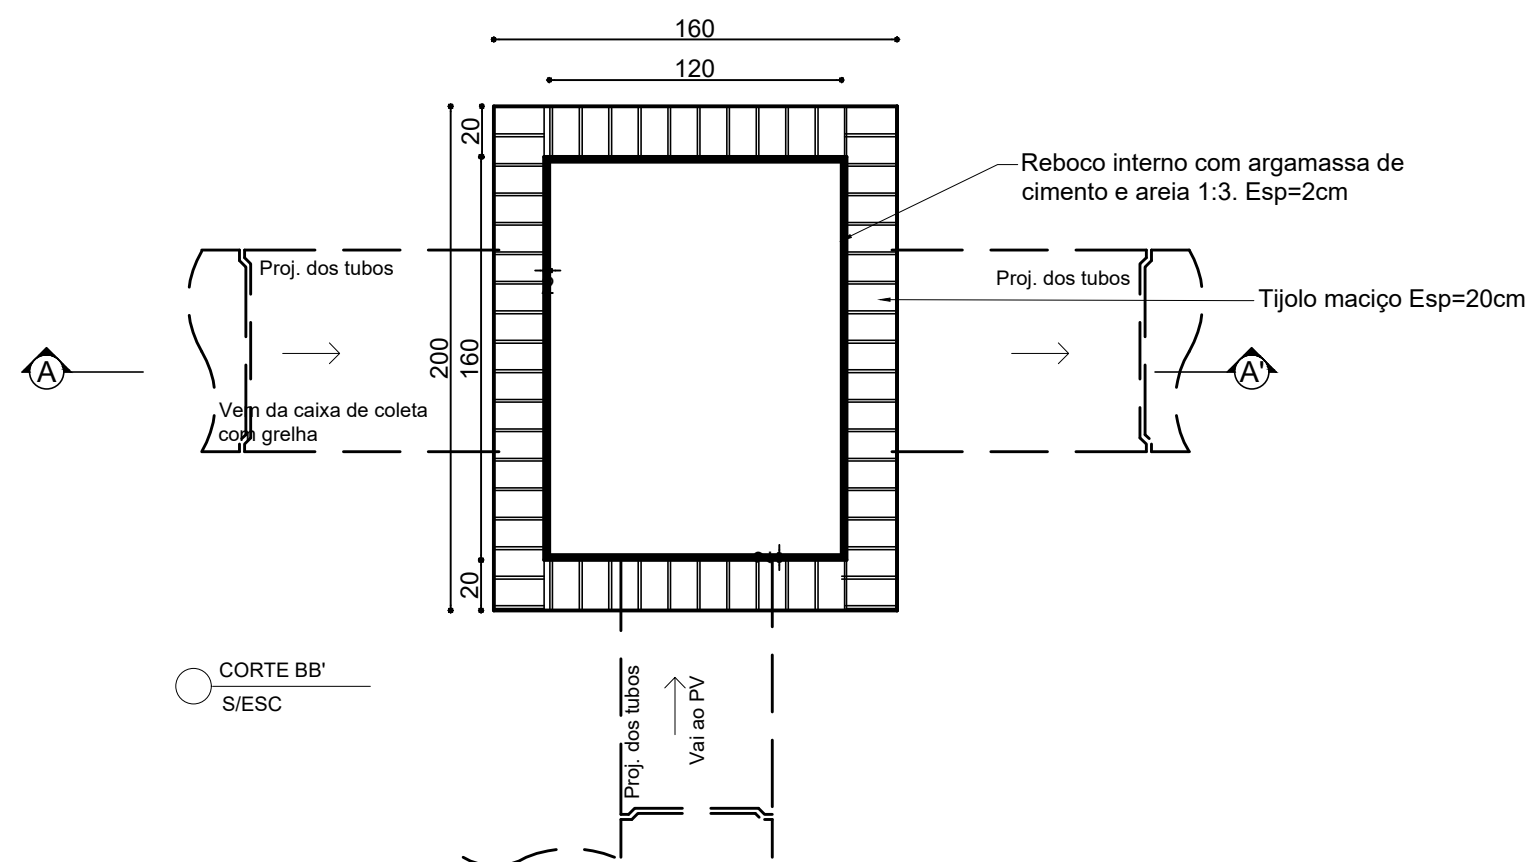 160
120
20
Reboco interno com argamassa de
cimento e areia 1:3. Esp=2cm
Proj. dos tubos
Proj. dos tubos
Tijolo maciço Esp=20cm
200
160
A
A'
Vem da caixa de coleta
com grelha
20
CORTE BB'
S/ESC
Proj. dos tubos
Vai ao PV